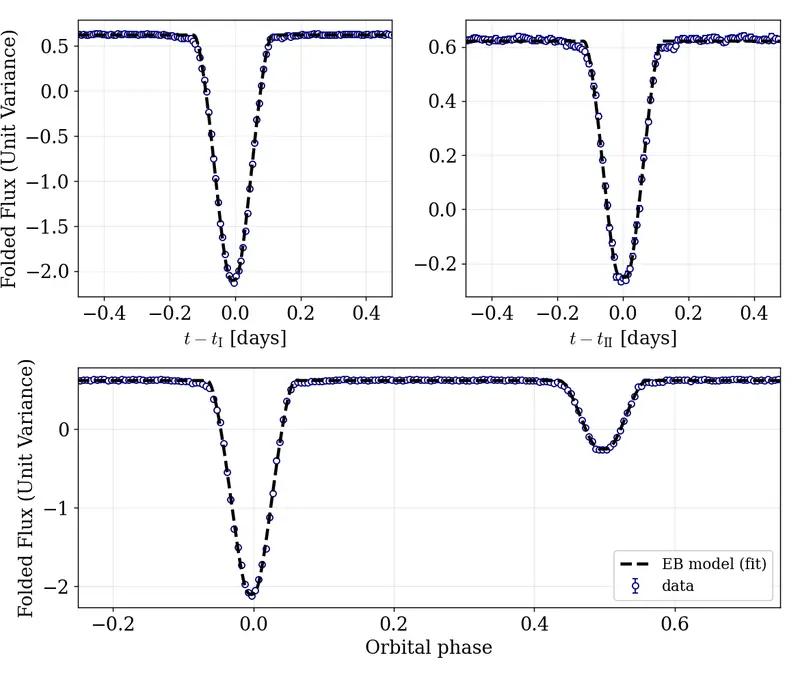 Folded Flux (Unit Variance)
0.5
0.0
−0.5
−1.0
−1.5
−2.0
−0.4 −0.2 0.0 0.2 0.4
t − tI [days]
0.6
0.4
0.2
0.0
−0.2
−0.4 −0.2 0.0 0.2 0.4
t − tII [days]
Folded Flux (Unit Variance)
0
−1
−2
EB model (fit)
data
−0.2 0.0 0.2 0.4 0.6
Orbital phase